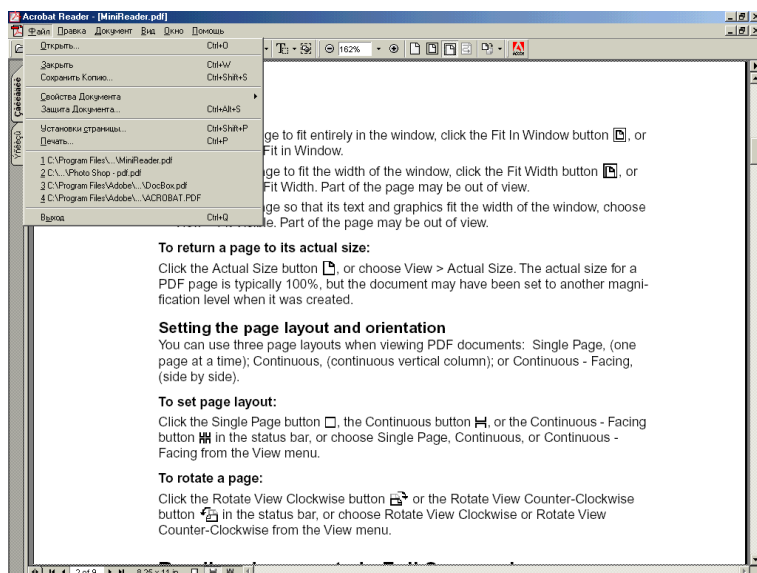 Acrobat Reader - [MiniReader.pdf]
Файл Правка Документ Вид Окно Помощь
162%
Открыть... Ctrl+O
Закрыть Ctrl+W
Сохранить Копию... Ctrl+Shift+S
Свойства Документа
Защита Документа... Ctrl+Alt+S
Установки страницы... Ctrl+Shift+P
Печать... Ctrl+P
1 C:\Program Files\...\MiniReader.pdf
2 C:\...\Photo Shop - pdf.pdf
3 C:\Program Files\Adobe\...\DocBox.pdf
4 C:\Program Files\Adobe\...\ACROBAT.PDF
Выход Ctrl+Q
ge to fit entirely in the window, click the Fit In Window button , or
Fit in Window.
ge to fit the width of the window, click the Fit Width button , or
Fit Width. Part of the page may be out of view.
ge so that its text and graphics fit the width of the window, choose
Part of the page may be out of view.
To return a page to its actual size:
Click the Actual Size button , or choose View > Actual Size. The actual size for a
PDF page is typically 100%, but the document may have been set to another magni-
fication level when it was created.
Setting the page layout and orientation
You can use three page layouts when viewing PDF documents: Single Page, (one
page at a time); Continuous, (continuous vertical column); or Continuous - Facing,
(side by side).
To set page layout:
Click the Single Page button , the Continuous button , or the Continuous - Facing
button in the status bar, or choose Single Page, Continuous, or Continuous -
Facing from the View menu.
To rotate a page:
Click the Rotate View Clockwise button or the Rotate View Counter-Clockwise
button in the status bar, or choose Rotate View Clockwise or Rotate View
Counter-Clockwise from the View menu.
2 of 9 8,25 x 11 in